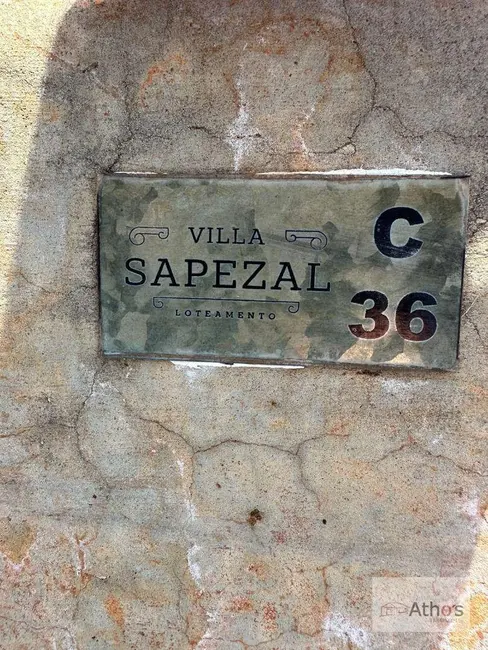 VILLA
SAPEZAL
LOTEAMENTO
C
36
Athos